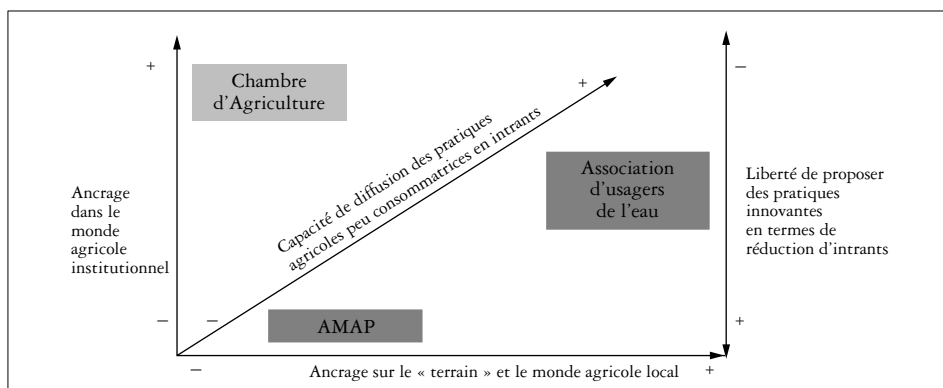 +
Chambre
d'Agriculture
Capacité de diffusion des pratiques
agricoles peu consommatrices en intrants
+
–
Association
d'usagers
de l'eau
Ancrage
dans le
monde
agricole
institutionnel
Liberté de proposer
des pratiques
innovantes
en termes de
réduction d'intrants
–
–
AMAP
+
–
Ancrage sur le « terrain » et le monde agricole local
+